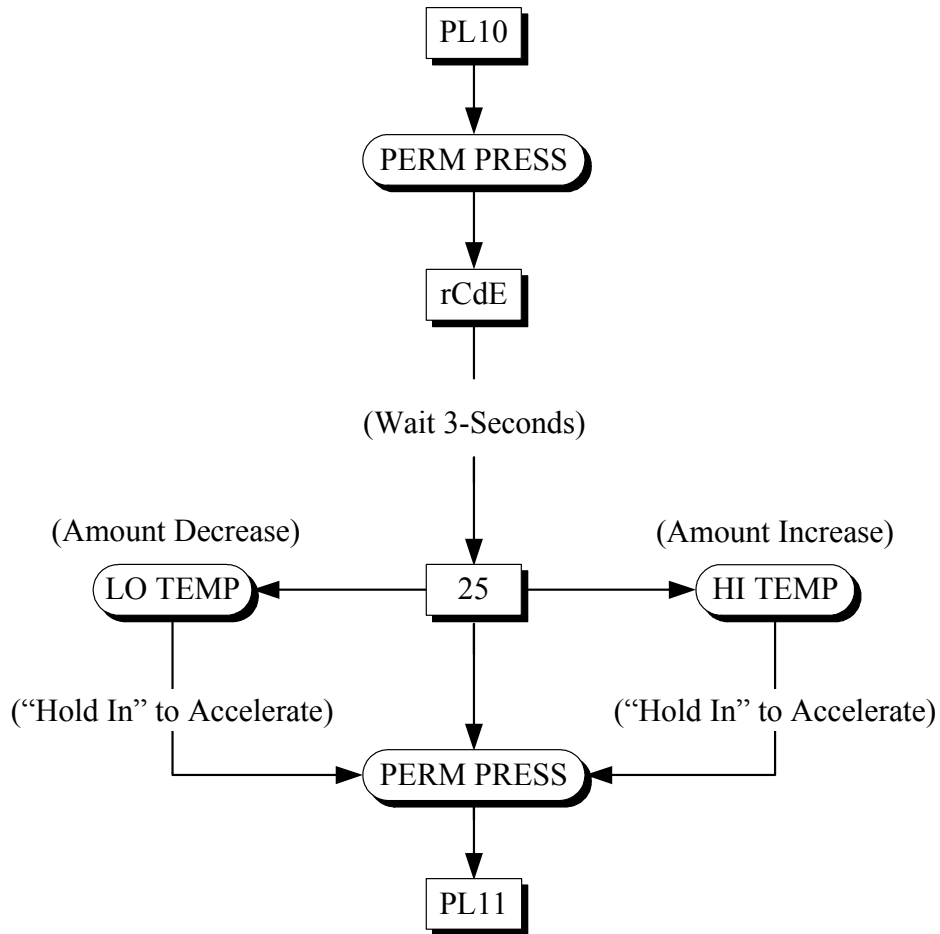 PL10
PERM PRESS
rCdE
(Wait 3-Seconds)
(Amount Decrease)
(Amount Increase)
LO TEMP
25
HI TEMP
(“Hold In” to Accelerate)
(“Hold In” to Accelerate)
PERM PRESS
PL11